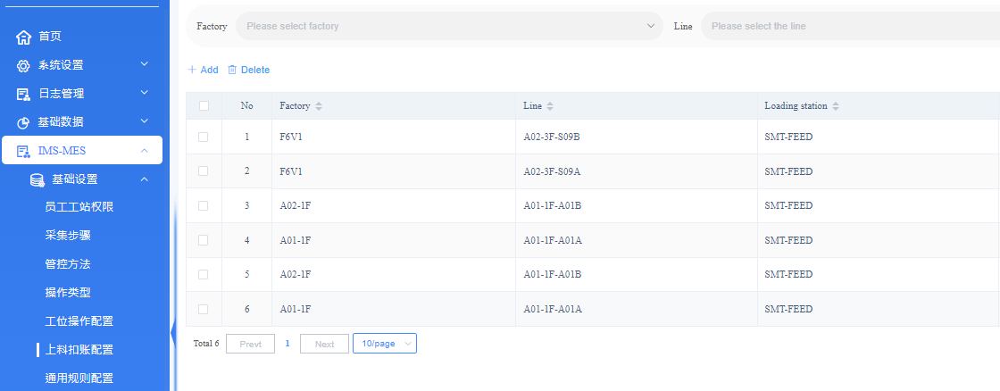 首页
系统设置
日志管理
基础数据
IMS-MES
基础设置
员工工站权限
采集步骤
管控方法
操作类型
工位操作配置
上料扣账配置
通用规则配置
Factory Please select factory Line Please select the line
Add Delete
No Factory Line Loading station
1 F6V1 A02-3F-S09B SMT-FEED
2 F6V1 A02-3F-S09A SMT-FEED
3 A02-1F A01-1F-A01B SMT-FEED
4 A01-1F A01-1F-A01A SMT-FEED
5 A02-1F A01-1F-A01B SMT-FEED
6 A01-1F A01-1F-A01A SMT-FEED
Total 6 Prevt 1 Next 10/page